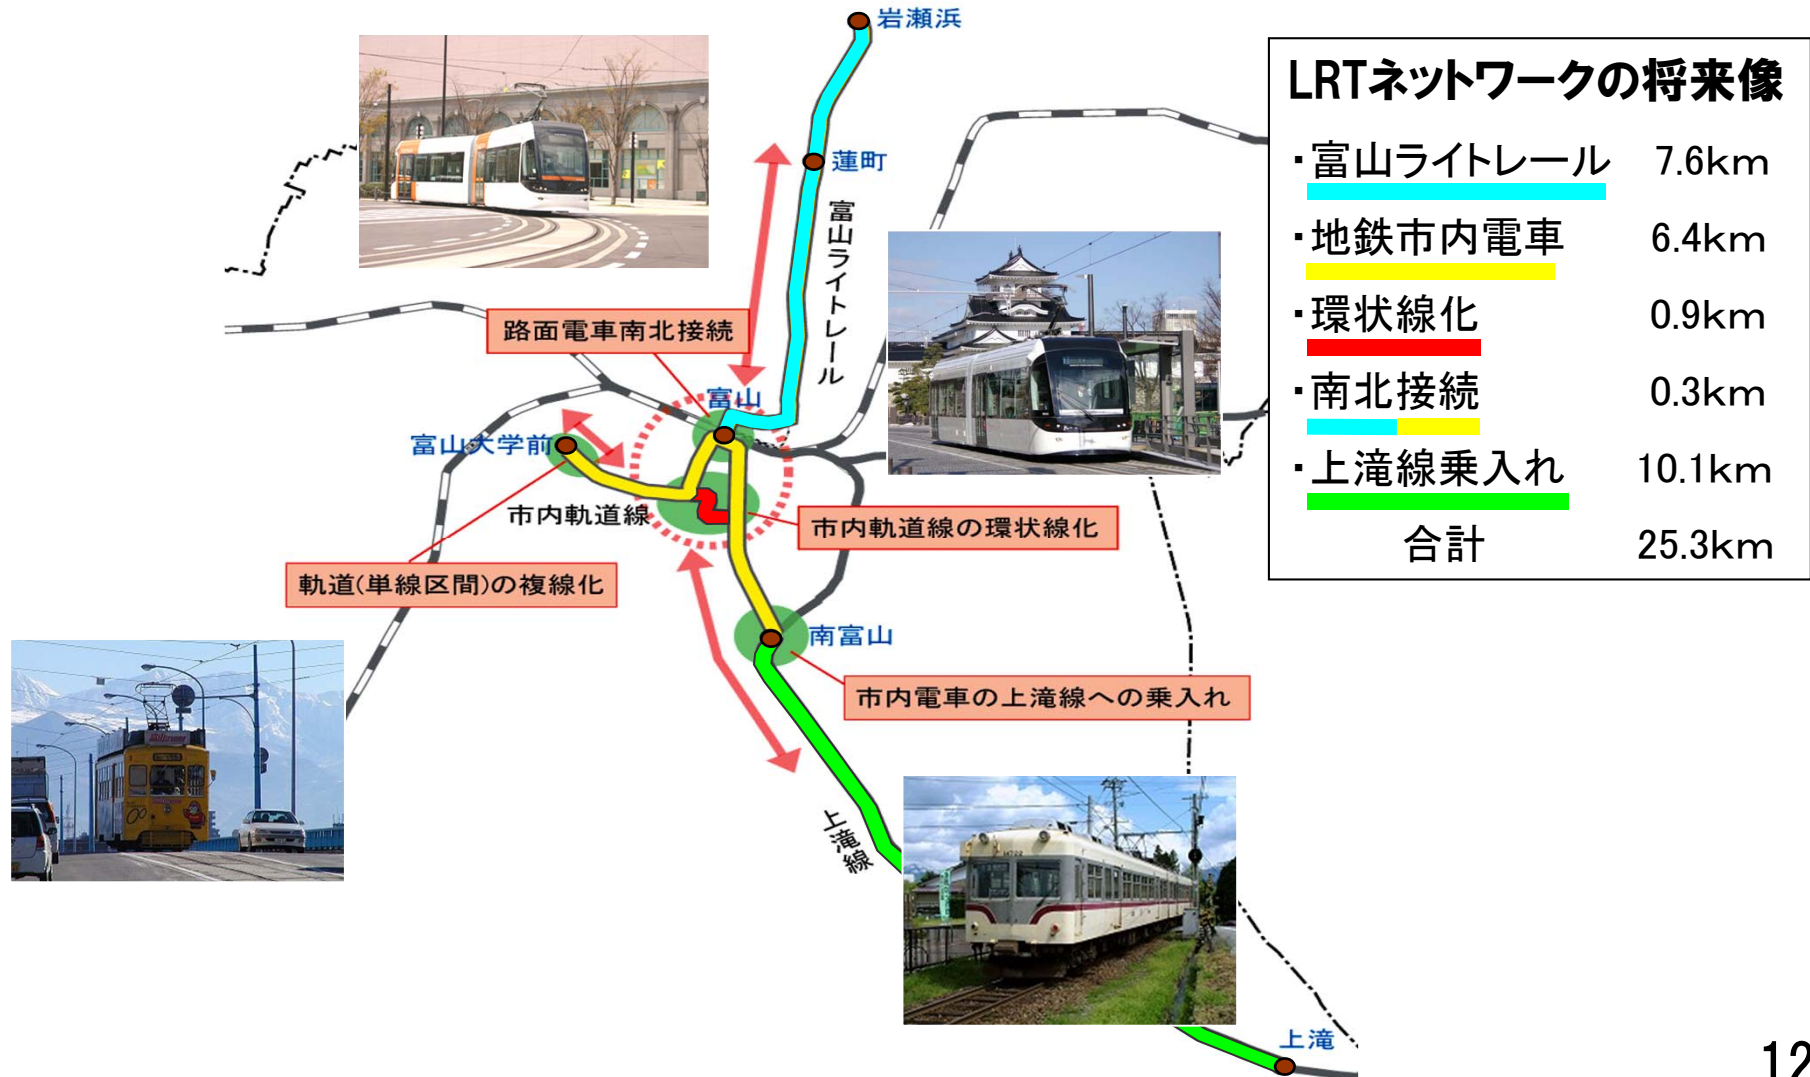 岩瀬浜
LRTネットワークの将来像
・富山ライトレール 7.6km
・地鉄市内電車 6.4km
・環状線化 0.9km
・南北接続 0.3km
・上滝線乗入れ 10.1km
合計 25.3km
蓮町
富山ライトレール
路面電車南北接続
富山
富山大学前
市内軌道線
市内軌道線の環状線化
軌道(単線区間)の複線化
南富山
市内電車の上滝線への乗入れ
上滝線
上滝
12